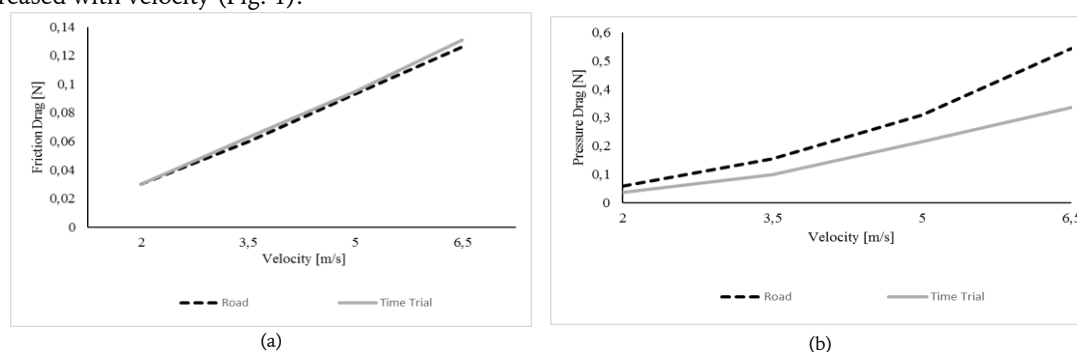 reased with velocity (Fig. 1).
0,14
0,12
0,1
0,08
0,06
0,04
0,02
0
Friction Drag [N]
2 3,5 5 6,5
Velocity [m/s]
Road Time Trial
(a)
0,6
0,5
0,4
0,3
0,2
0,1
0
Pressure Drag [N]
2 3,5 5 6,5
Velocity [m/s]
Road Time Trial
(b)